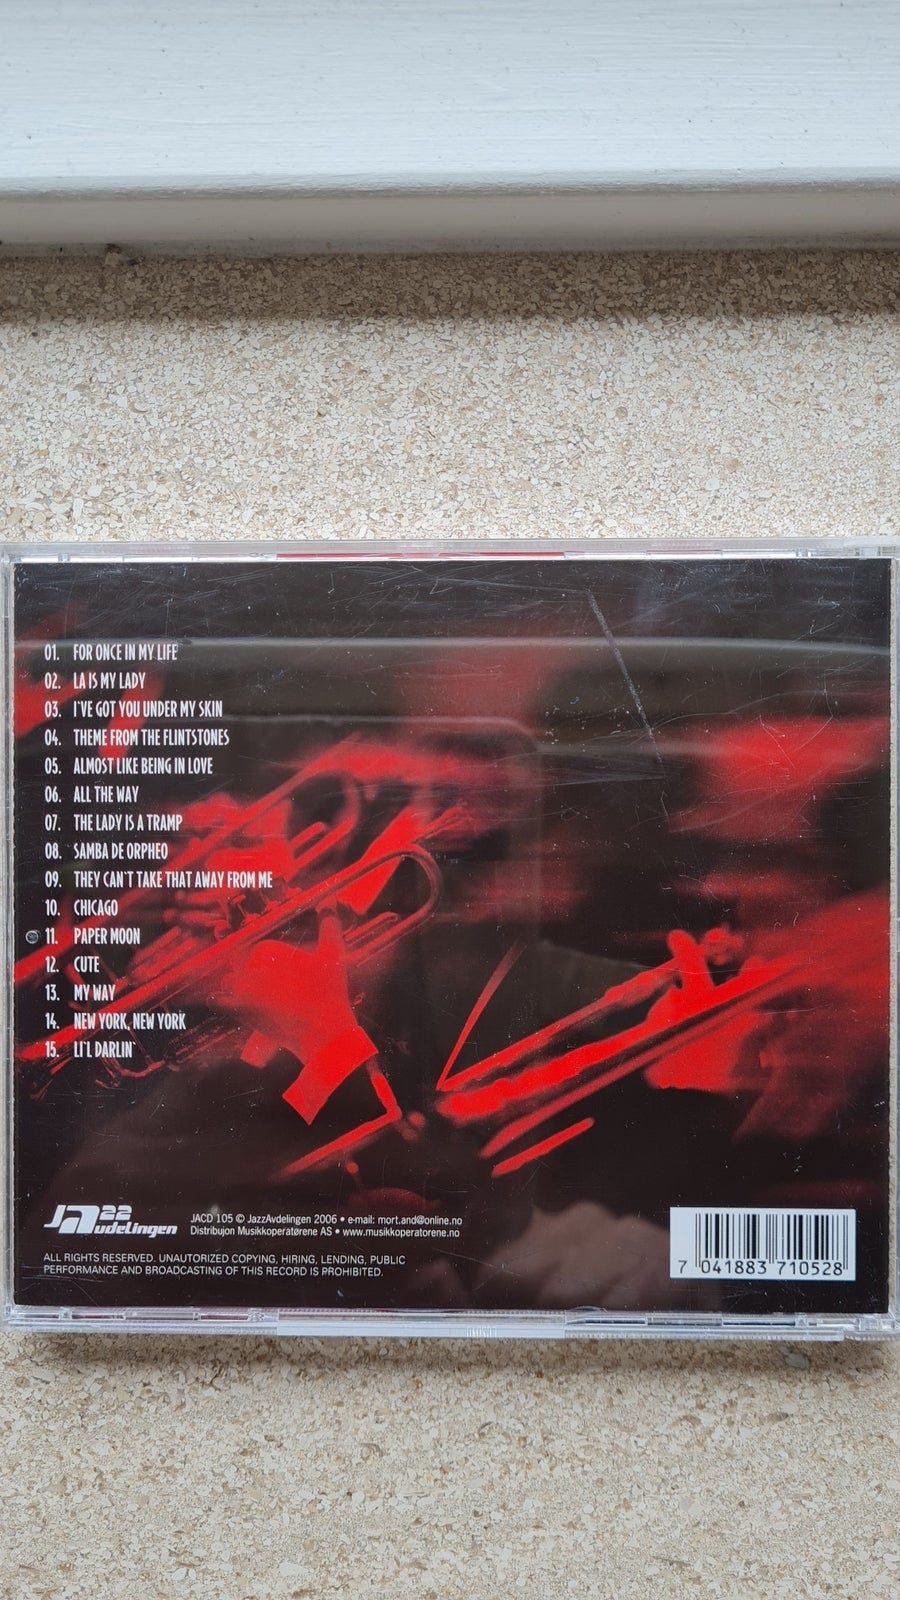 01. FOR ONCE IN MY LIFE
02. LA IS MY LADY
03. I`VE GOT YOU UNDER MY SKIN
04. THEME FROM THE FLINTSTONES
05. ALMOST LIKE BEING IN LOVE
06. ALL THE WAY
07. THE LADY IS A TRAMP
08. SAMBA DE ORPHEO
09. THEY CAN`T TAKE THAT AWAY FROM ME
10. CHICAGO
11. PAPER MOON
12. CUTE
13. MY WAY
14. NEW YORK, NEW YORK
15. LI`L DARLIN`
Jazz
avdelingen
JACD 105 © JazzAvdelingen 2006 • e-mail: mort.and@online.no
Distribujon Musikkoperatørene AS • www.musikkoperatorene.no
ALL RIGHTS RESERVED. UNAUTORIZED COPYING, HIRING, LENDING, PUBLIC
PERFORMANCE AND BROADCASTING OF THIS RECORD IS PROHIBITED.
7 041883 710528